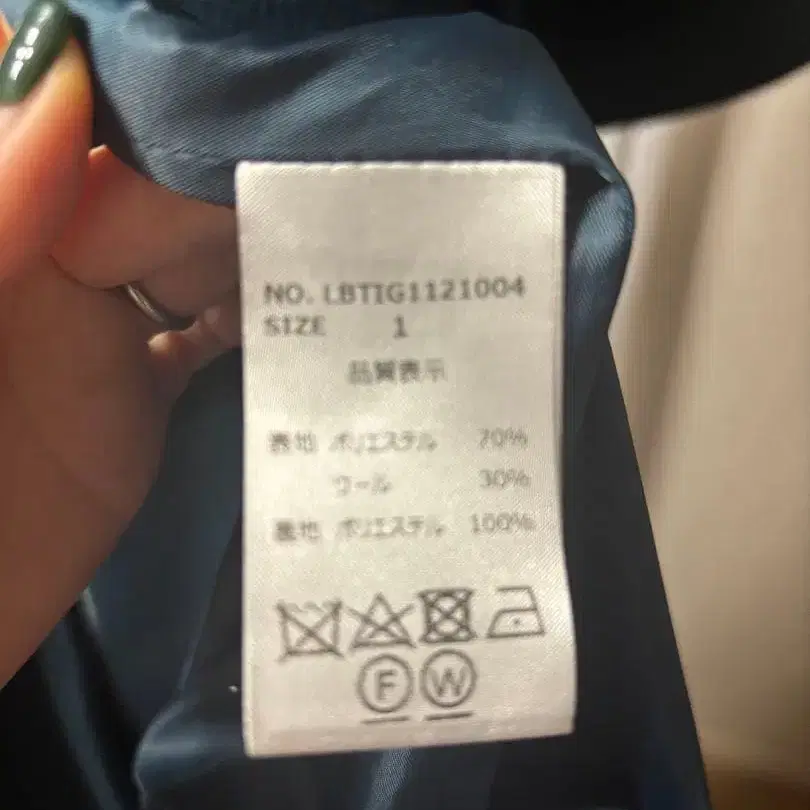 NO. LBTIG1121004
SIZE 1
品質表示
表地 ポリエステル 70%
ウール 30%
裏地 ポリエステル 100%
F W